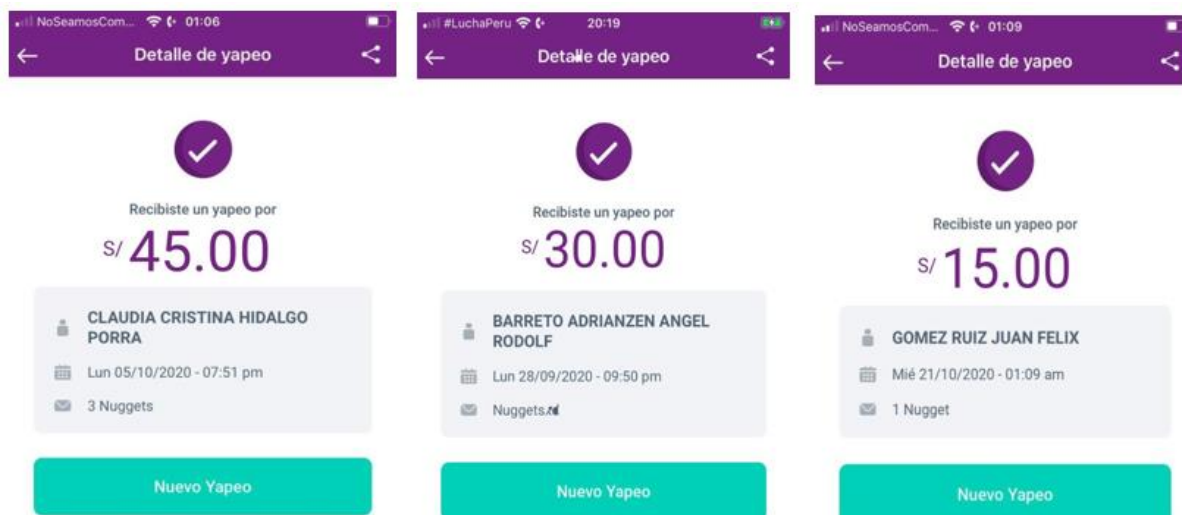 NoSeamosCom... 01:06
Detalle de yapeo
Recibiste un yapeo por
S/ 45.00
CLAUDIA CRISTINA HIDALGO
PORRA
Lun 05/10/2020 - 07:51 pm
3 Nuggets
Nuevo Yapeo
#LuchaPeru 20:19
Detalle de yapeo
Recibiste un yapeo por
S/ 30.00
BARRETO ADRIANZEN ANGEL
RODOLF
Lun 28/09/2020 - 09:50 pm
Nuggets
Nuevo Yapeo
NoSeamosCom... 01:09
Detalle de yapeo
Recibiste un yapeo por
S/ 15.00
GOMEZ RUIZ JUAN FELIX
Mié 21/10/2020 - 01:09 am
1 Nugget
Nuevo Yapeo